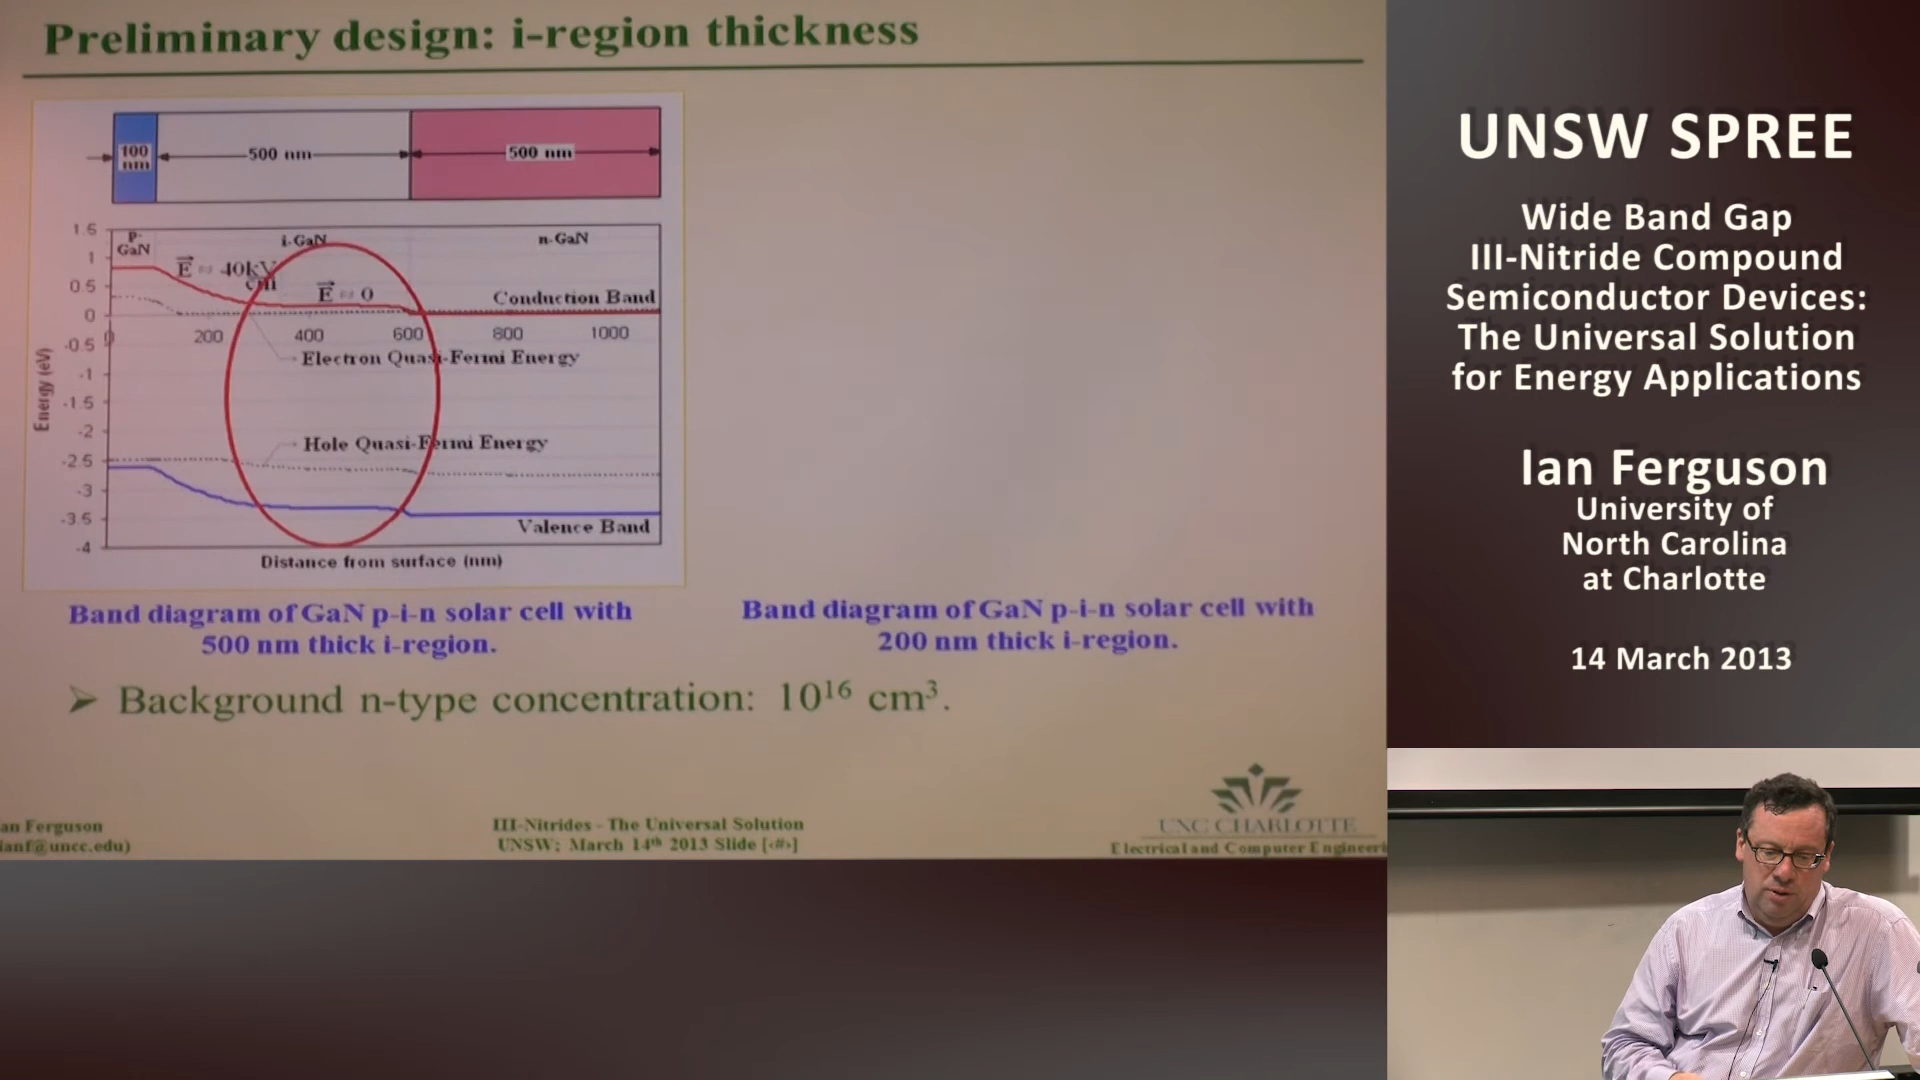 Preliminary design: i-region thickness
100
nm
500 nm
500 nm
P-
GaN
i-GaN
n-GaN
E ≈ 40kV
cm
E ≈ 0
Conduction Band
Electron Quasi-Fermi Energy
Hole Quasi-Fermi Energy
Valence Band
1.5
1
0.5
0
-0.5
-1
-1.5
-2
-2.5
-3
-3.5
-4
0
200
400
600
800
1000
Energy (eV)
Distance from surface (nm)
Band diagram of GaN p-i-n solar cell with
500 nm thick i-region.
Band diagram of GaN p-i-n solar cell with
200 nm thick i-region.
➤ Background n-type concentration: 10¹⁶ cm³.
an Ferguson
ianf@uncc.edu)
III-Nitrides - The Universal Solution
UNSW: March 14th 2013 Slide [‹#›]
UNC CHARLOTTE
Electrical and Computer Engineeri
UNSW SPREE
Wide Band Gap
III-Nitride Compound
Semiconductor Devices:
The Universal Solution
for Energy Applications
Ian Ferguson
University of
North Carolina
at Charlotte
14 March 2013